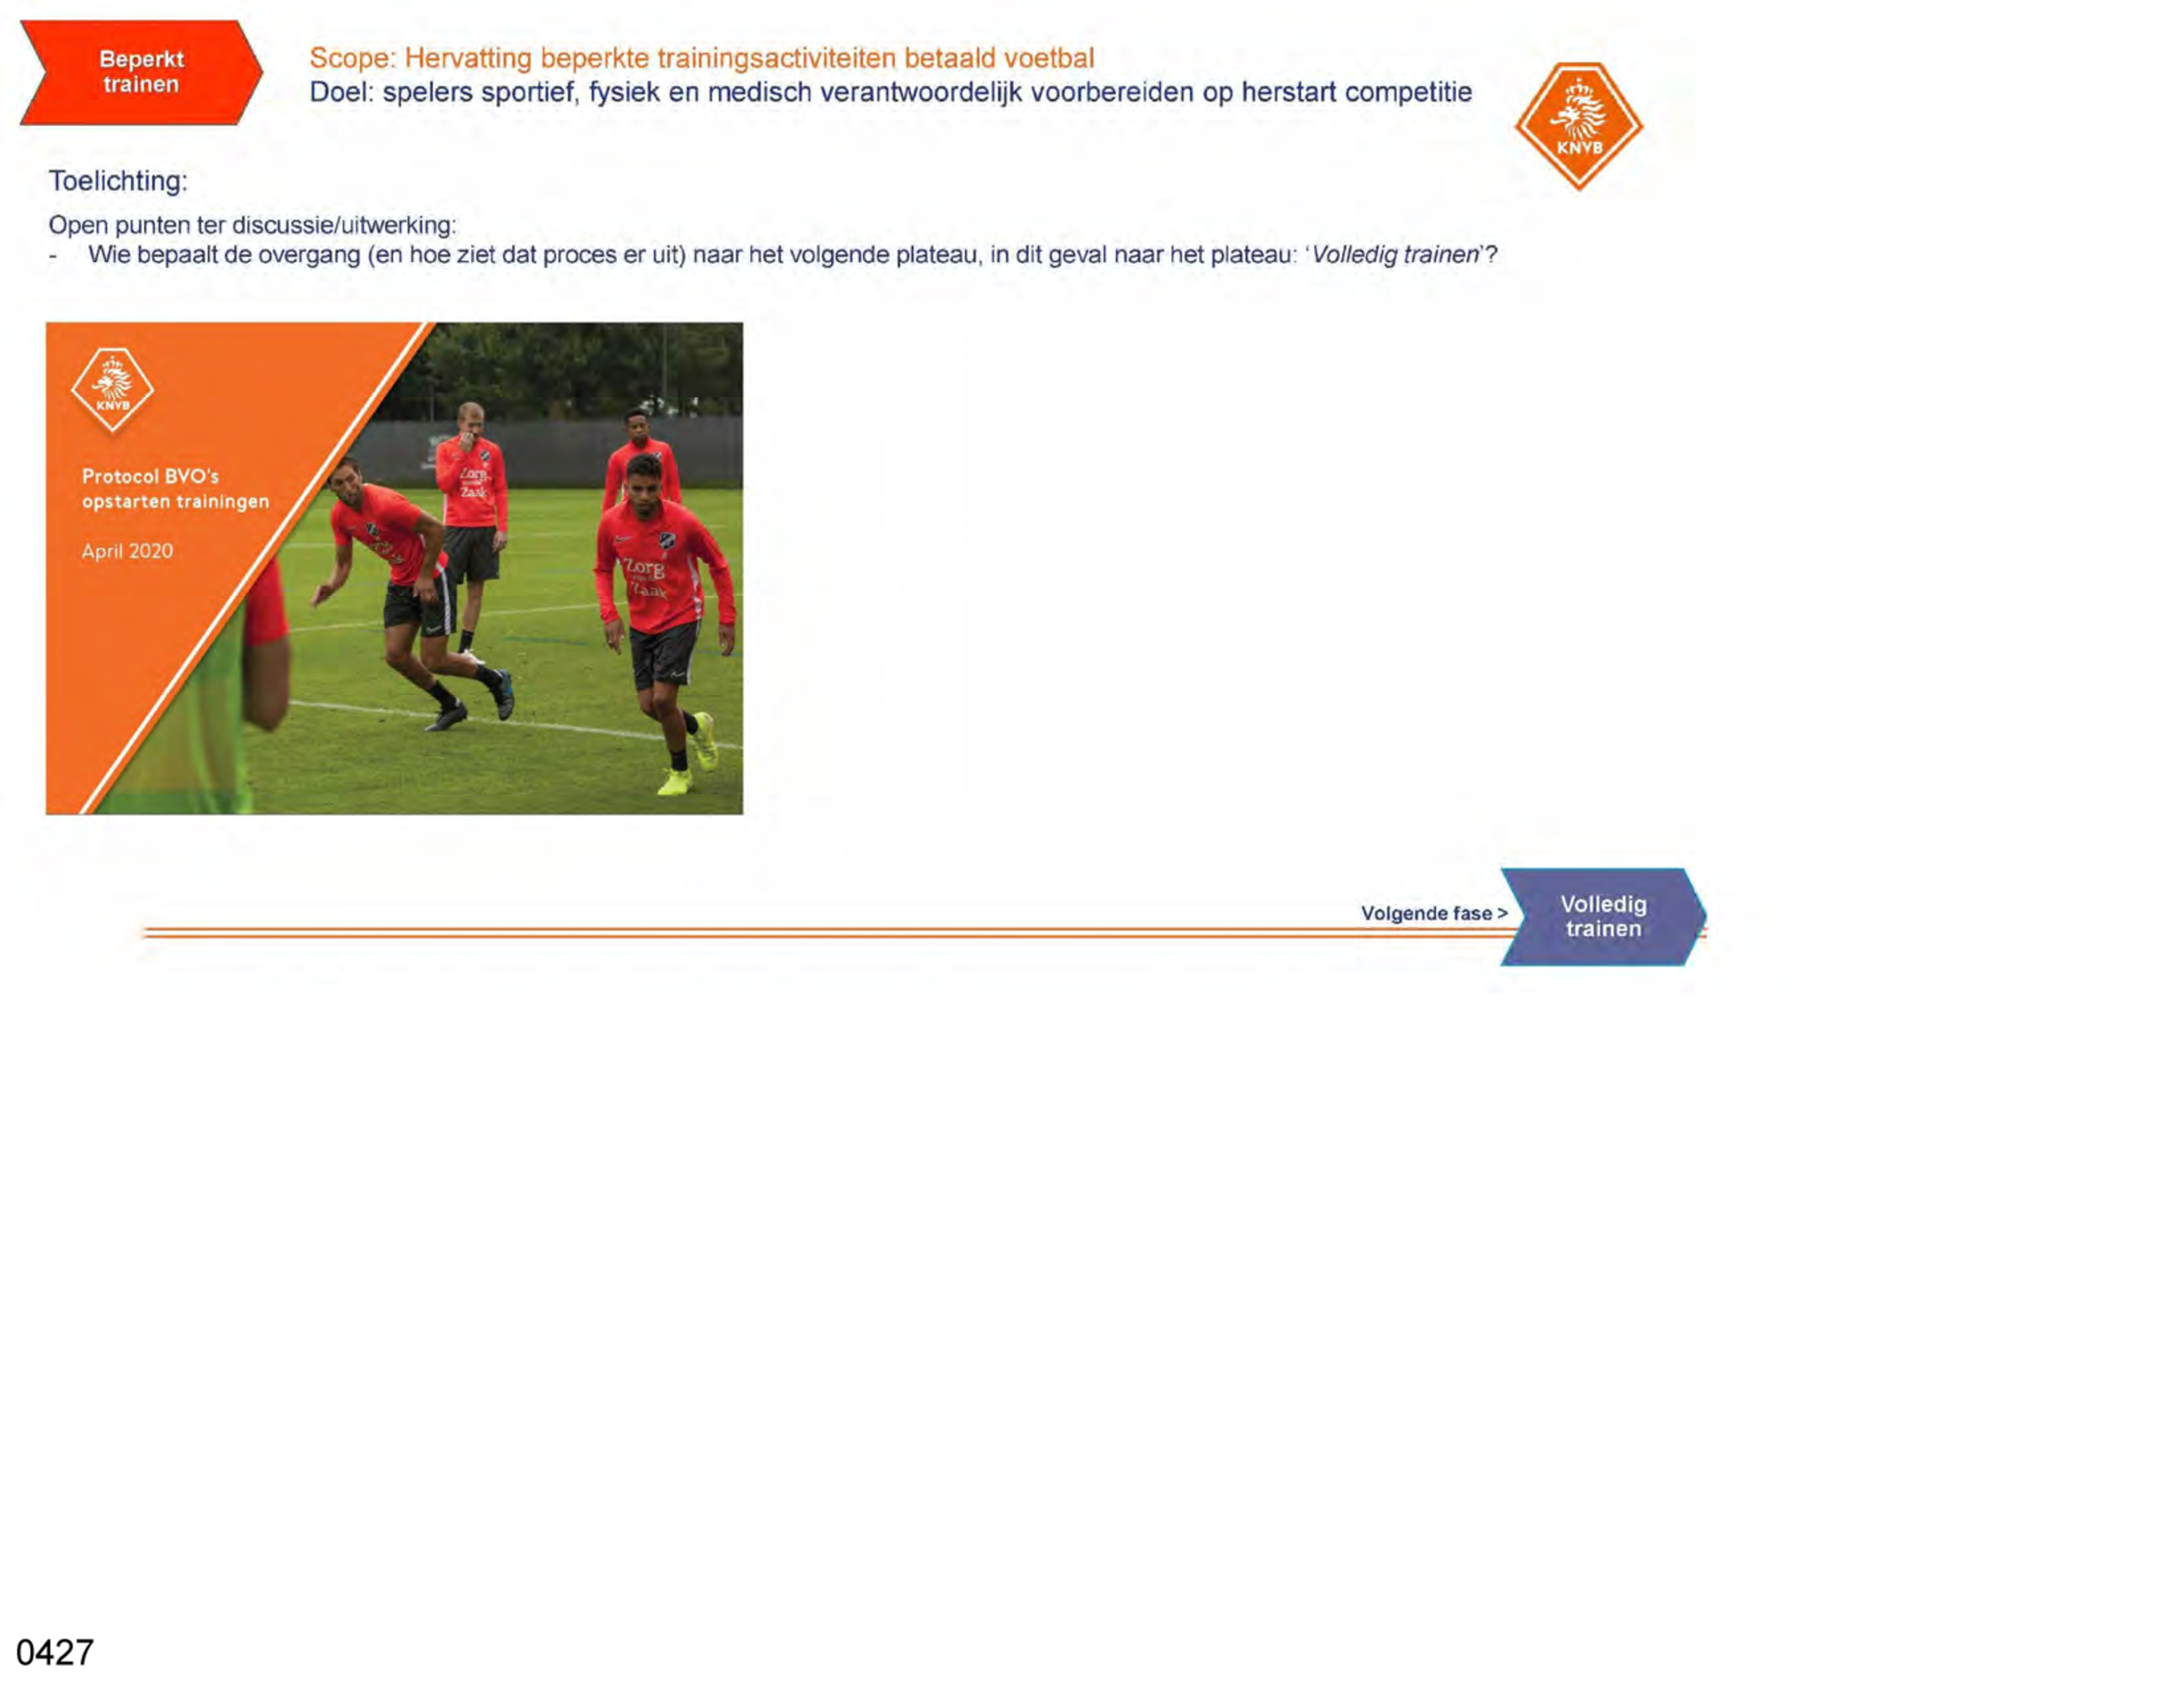 Beperkt
trainen
Scope: Hervatting beperkte trainingsactiviteiten betaald voetbal
Doel: spelers sportief, fysiek en medisch verantwoordelijk voorbereiden op herstart competitie
KNVB
Toelichting:
Open punten ter discussie/uitwerking:
- Wie bepaalt de overgang (en hoe ziet dat proces er uit) naar het volgende plateau, in dit geval naar het plateau: ‘Volledig trainen’?
KNVB
Protocol BVO's
opstarten trainingen
April 2020
Zorg
Zaak
Zorg
Zaak
Volgende fase >
Volledig
trainen
0427